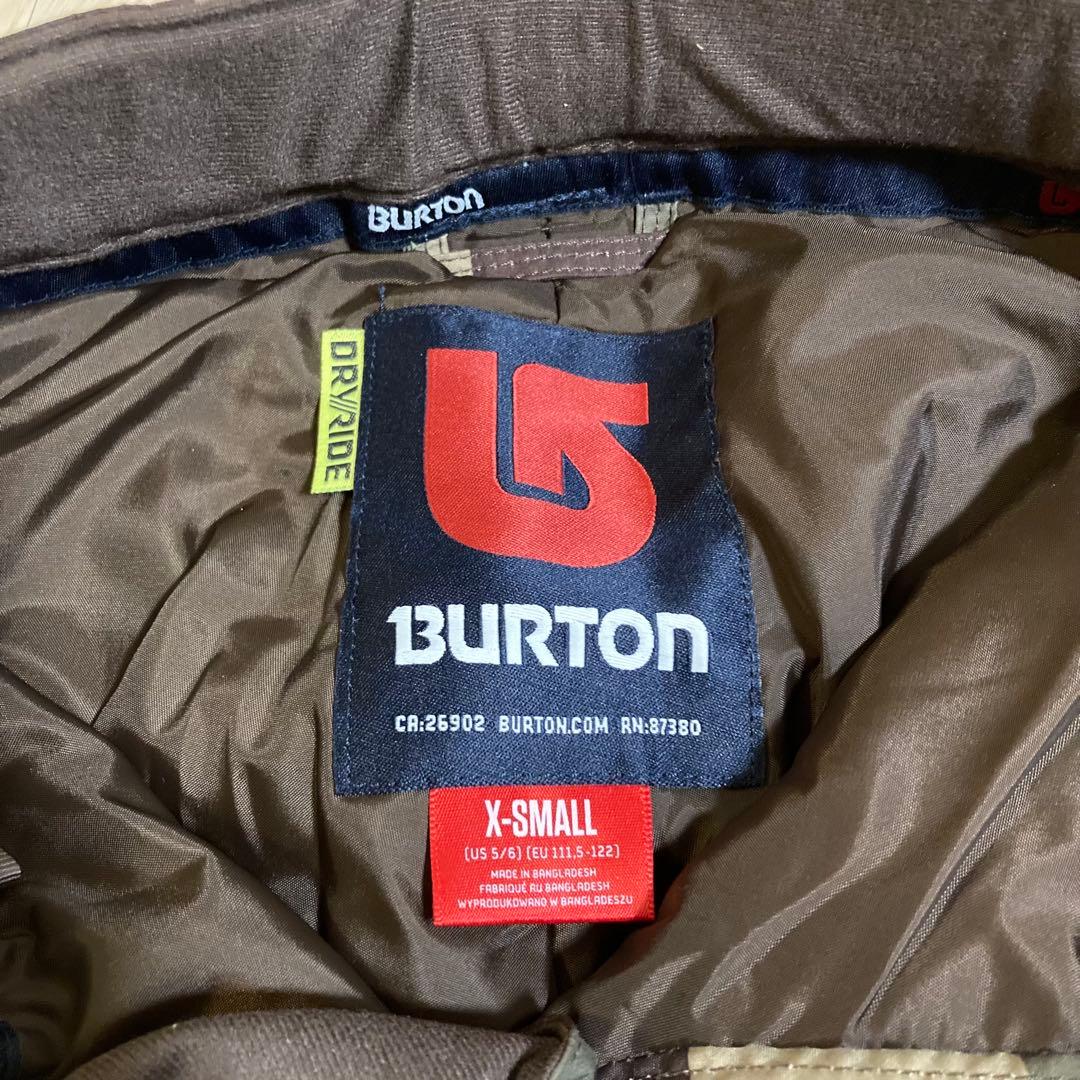 BURTON
DRY//RIDE
BURTON
CA:26902 BURTON.COM RN:87380
X-SMALL
(US 5/6) (EU 111,5-122)
MADE IN BANGLADESH
FABRIQUÉ AU BANGLADESH
WYPRODUKOWANO W BANGLADESZU